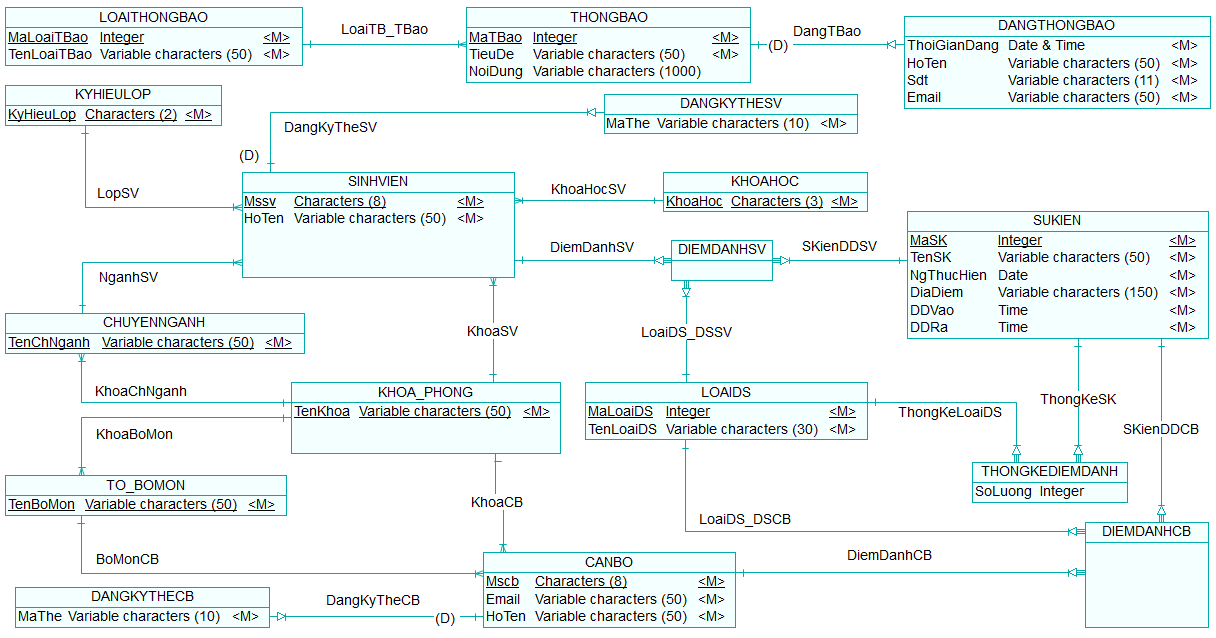 LOAITHONGBAO
MaLoaiTBao Integer <M>
TenLoaiTBao Variable characters (50) <M>
LoaiTB_TBao
THONGBAO
MaTBao Integer <M>
TieuDe Variable characters (50) <M>
NoiDung Variable characters (1000)
DangTBao
(D)
DANGTHONGBAO
ThoiGianDang Date & Time <M>
HoTen Variable characters (50) <M>
Sdt Variable characters (11) <M>
Email Variable characters (50) <M>
KYHIEULOP
KyHieuLop Characters (2) <M>
DANGKYTHESV
MaThe Variable characters (10) <M>
DangKyTheSV
(D)
LopSV
SINHVIEN
Mssv Characters (8) <M>
HoTen Variable characters (50) <M>
KhoaHocSV
KHOAHOC
KhoaHoc Characters (3) <M>
DiemDanhSV
DIEMDANHSV
SKienDDSV
SUKIEN
MaSK Integer <M>
TenSK Variable characters (50) <M>
NgThucHien Date <M>
DiaDiem Variable characters (150) <M>
DDVao Time <M>
DDRa Time <M>
NganhSV
CHUYENNGANH
TenChNganh Variable characters (50) <M>
KhoaSV
LoaiDS_DSSV
KhoaChNganh
KHOA_PHONG
TenKhoa Variable characters (50) <M>
LOAIDS
MaLoaiDS Integer <M>
TenLoaiDS Variable characters (30) <M>
ThongKeLoaiDS
ThongKeSK
SKienDDCB
KhoaBoMon
THONGKEDIEMDANH
SoLuong Integer
TO_BOMON
TenBoMon Variable characters (50) <M>
KhoaCB
LoaiDS_DSCB
DIEMDANHCB
BoMonCB
DiemDanhCB
CANBO
Mscb Characters (8) <M>
Email Variable characters (50) <M>
HoTen Variable characters (50) <M>
DANGKYTHECB
MaThe Variable characters (10) <M>
DangKyTheCB
(D)